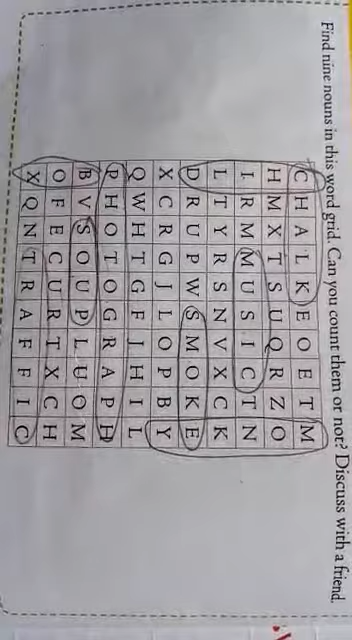 Find nine nouns in this word grid. Can you count them or not? Discuss with a friend.
C H A L K E O E T M
H M X T S U Q R Z O
I R M M U S I C T N
L T Y R S N V X C K
D R U P W S M O K E
X C R G J L O P B Y
Q W H T G F J H I L
P H O T O G R A P H
B V S O U P L U O M
O F E C U R T X C H
X Q N T R A F F I C